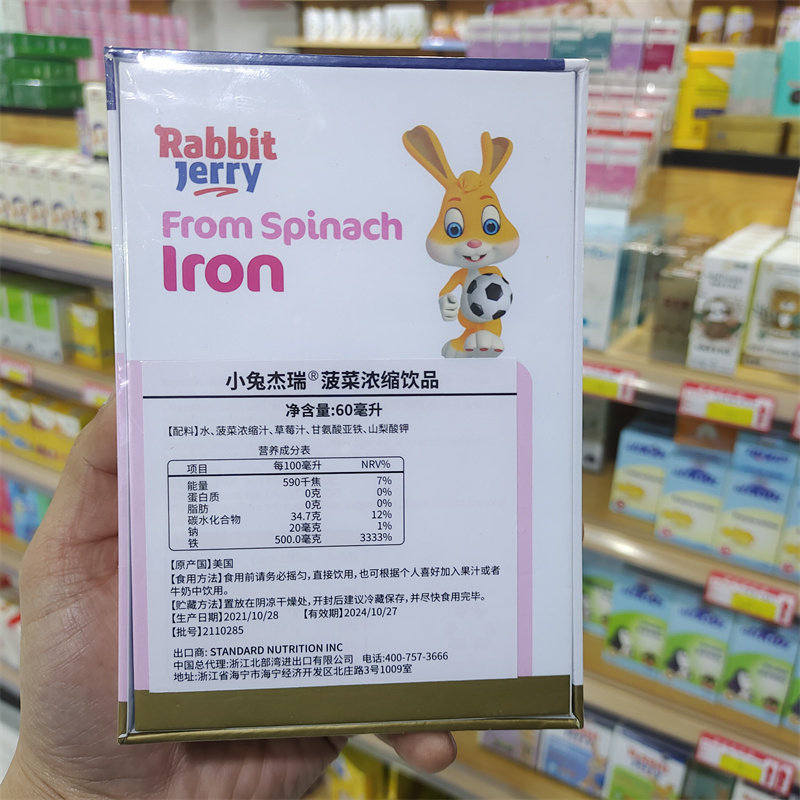 Rabbit
Jerry
From Spinach
Iron
小兔杰瑞®菠菜浓缩饮品
净含量:60毫升
【配料】水、菠菜浓缩汁、草莓汁、甘氨酸亚铁、山梨酸钾
营养成分表
项目 每100毫升 NRV%
能量 590千焦 7%
蛋白质 0克 0%
脂肪 0克 0%
碳水化合物 34.7克 12%
钠 20毫克 1%
铁 500.0毫克 3333%
【原产国】美国
【食用方法】食用前请务必摇匀,直接饮用,也可根据个人喜好加入果汁或者
牛奶中饮用。
【贮藏方法】置放在阴凉干燥处,开封后建议冷藏保存,并尽快食用完毕。
【生产日期】2021/10/28 【有效期】2024/10/27
【批号】2110285
出口商: STANDARD NUTRITION INC
中国总代理:浙江北部湾进出口有限公司 电话:400-757-3666
地址:浙江省海宁市海宁经济开发区北庄路3号1009室